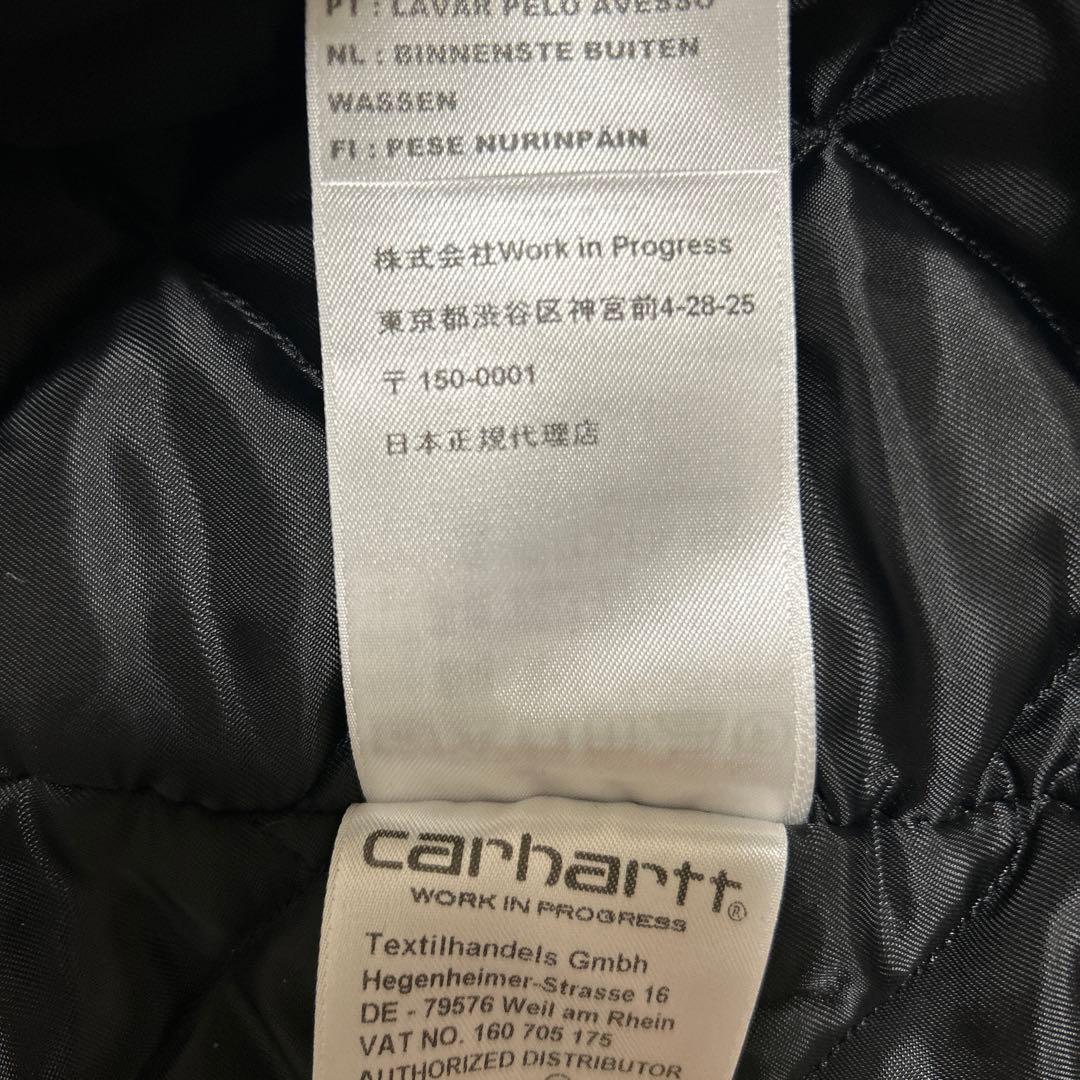 PT : LAVAR PELO AVESSO
NL : BINNENSTE BUITEN
WASSEN
FI : PESE NURINPÄIN
株式会社Work in Progress
東京都渋谷区神宮前4-28-25
〒 150-0001
日本正規代理店
carhartt
WORK IN PROGRESS®
Textilhandels Gmbh
Hegenheimer-Strasse 16
DE - 79576 Weil am Rhein
VAT NO. 160 705 175
AUTHORIZED DISTRIBUTOR